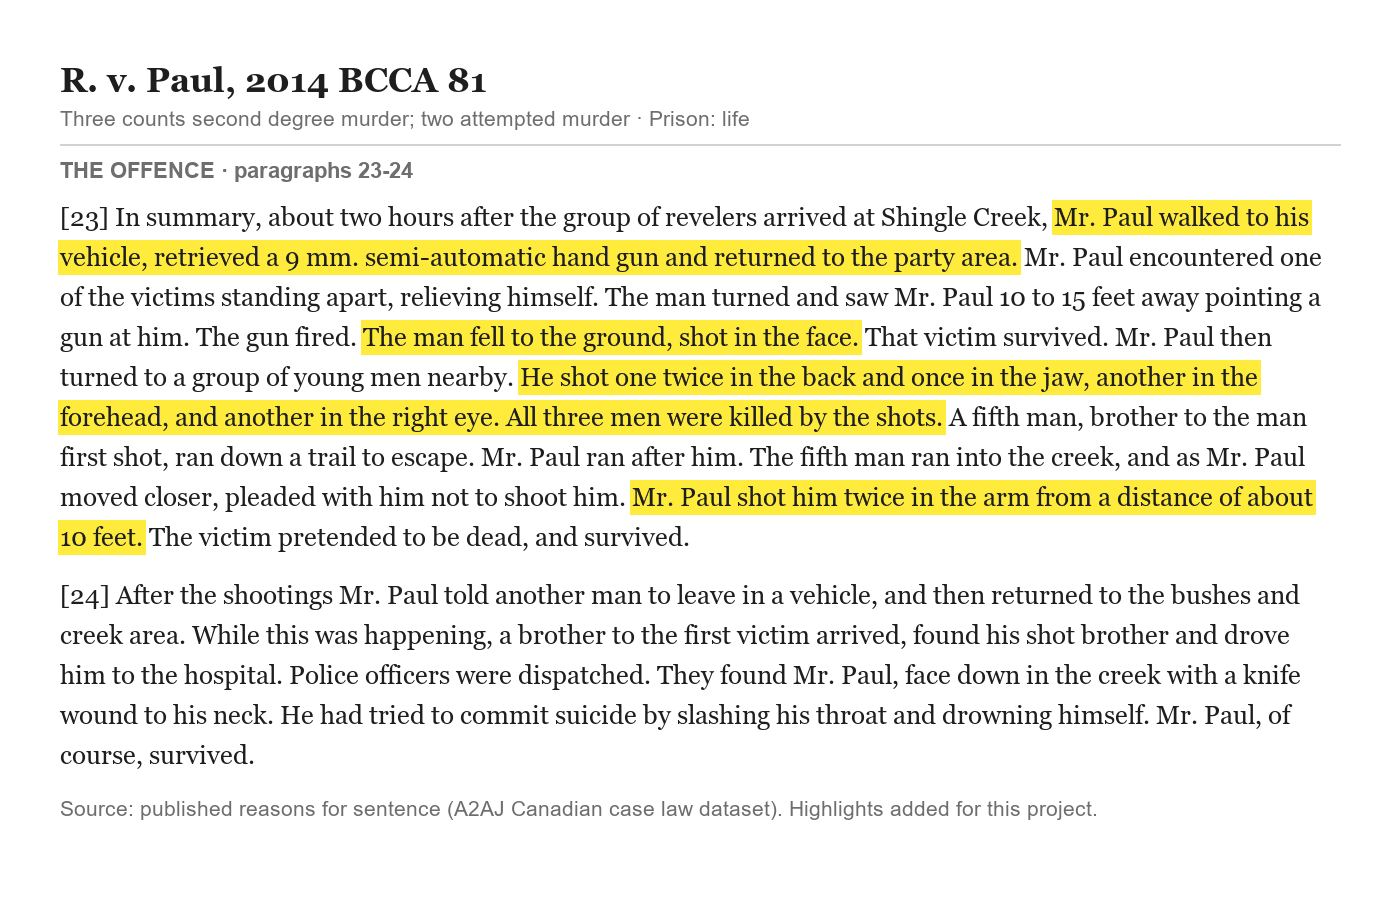 R. v. Paul, 2014 BCCA 81
Three counts second degree murder; two attempted murder · Prison: life
THE OFFENCE · paragraphs 23-24
[23] In summary, about two hours after the group of revelers arrived at Shingle Creek, Mr. Paul walked to his
vehicle, retrieved a 9 mm. semi-automatic hand gun and returned to the party area. Mr. Paul encountered one
of the victims standing apart, relieving himself. The man turned and saw Mr. Paul 10 to 15 feet away pointing a
gun at him. The gun fired. The man fell to the ground, shot in the face. That victim survived. Mr. Paul then
turned to a group of young men nearby. He shot one twice in the back and once in the jaw, another in the
forehead, and another in the right eye. All three men were killed by the shots. A fifth man, brother to the man
first shot, ran down a trail to escape. Mr. Paul ran after him. The fifth man ran into the creek, and as Mr. Paul
moved closer, pleaded with him not to shoot him. Mr. Paul shot him twice in the arm from a distance of about
10 feet. The victim pretended to be dead, and survived.
[24] After the shootings Mr. Paul told another man to leave in a vehicle, and then returned to the bushes and
creek area. While this was happening, a brother to the first victim arrived, found his shot brother and drove
him to the hospital. Police officers were dispatched. They found Mr. Paul, face down in the creek with a knife
wound to his neck. He had tried to commit suicide by slashing his throat and drowning himself. Mr. Paul, of
course, survived.
Source: published reasons for sentence (A2AJ Canadian case law dataset). Highlights added for this project.